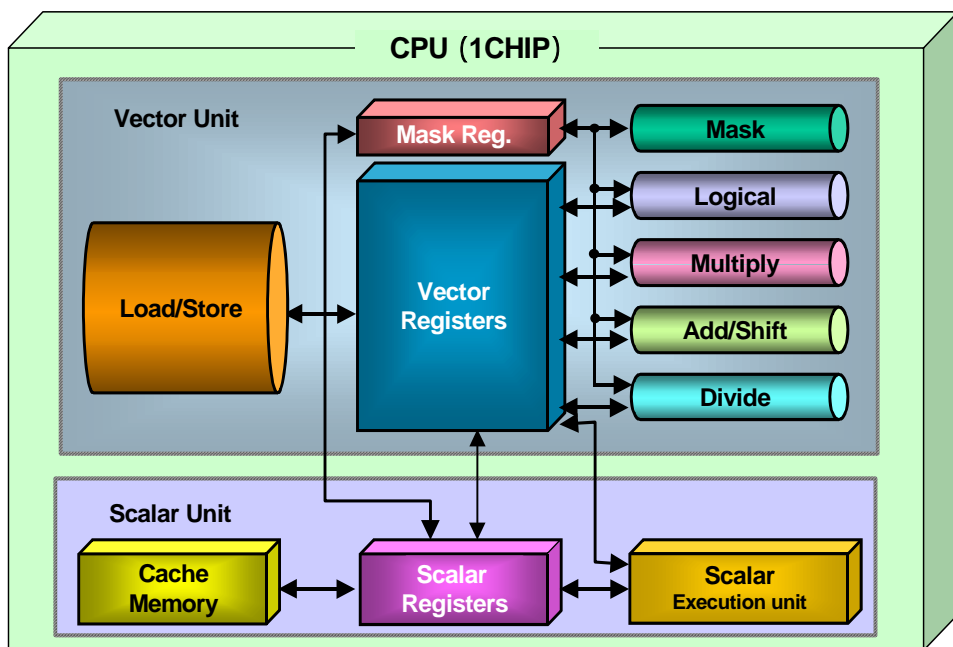 CPU (1CHIP)
Vector Unit
Mask Reg.
Mask
Logical
Multiply
Load/Store
Vector
Registers
Add/Shift
Divide
Scalar Unit
Cache
Memory
Scalar
Registers
Scalar
Execution unit